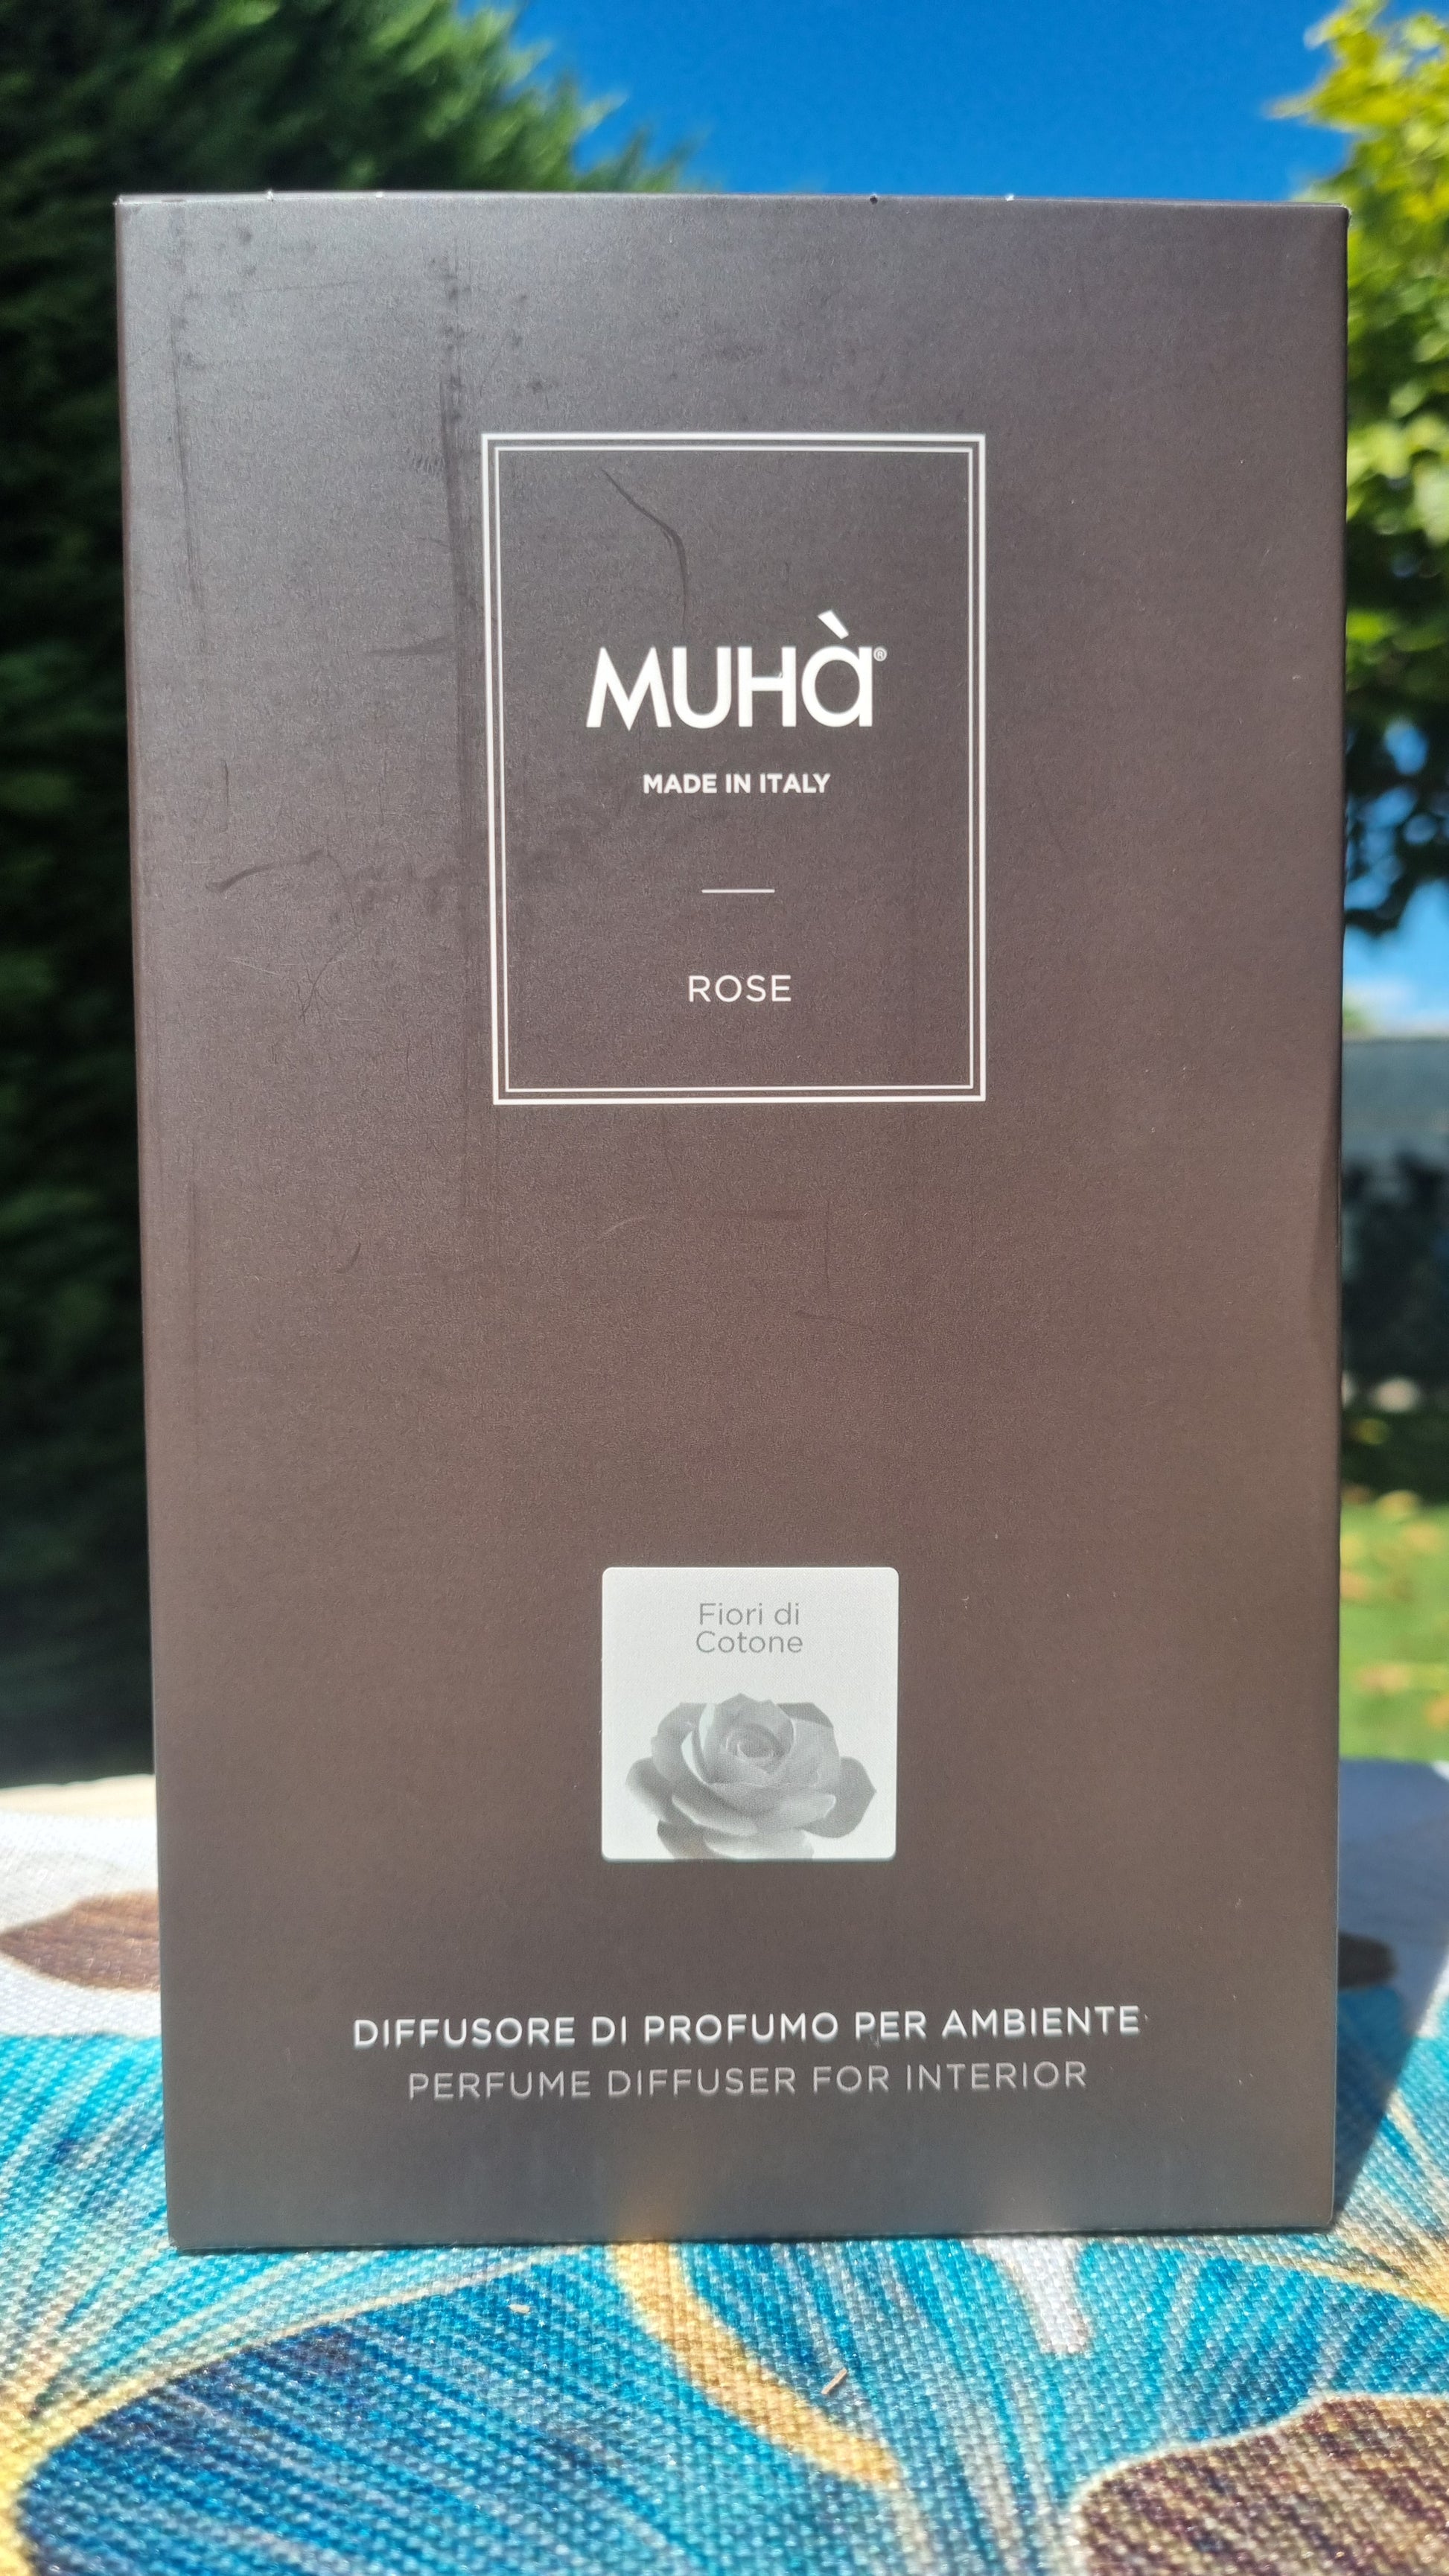 MUHà®
MADE IN ITALY
ROSE
Fiori di
Cotone
DIFFUSORE DI PROFUMO PER AMBIENTE
PERFUME DIFFUSER FOR INTERIOR